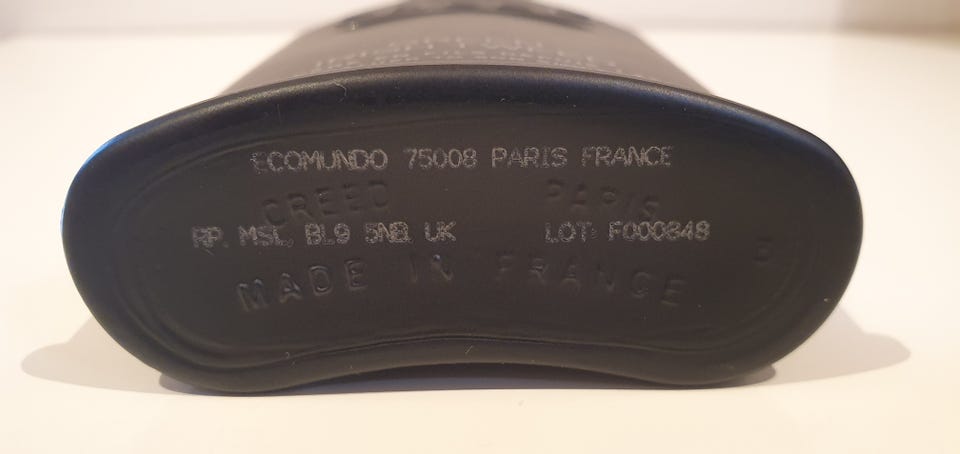 ECOMUNDO 75008 PARIS FRANCE
CREED PARIS
RP. MSL, BL9 5NB, UK LOT: F000848
MADE IN FRANCE